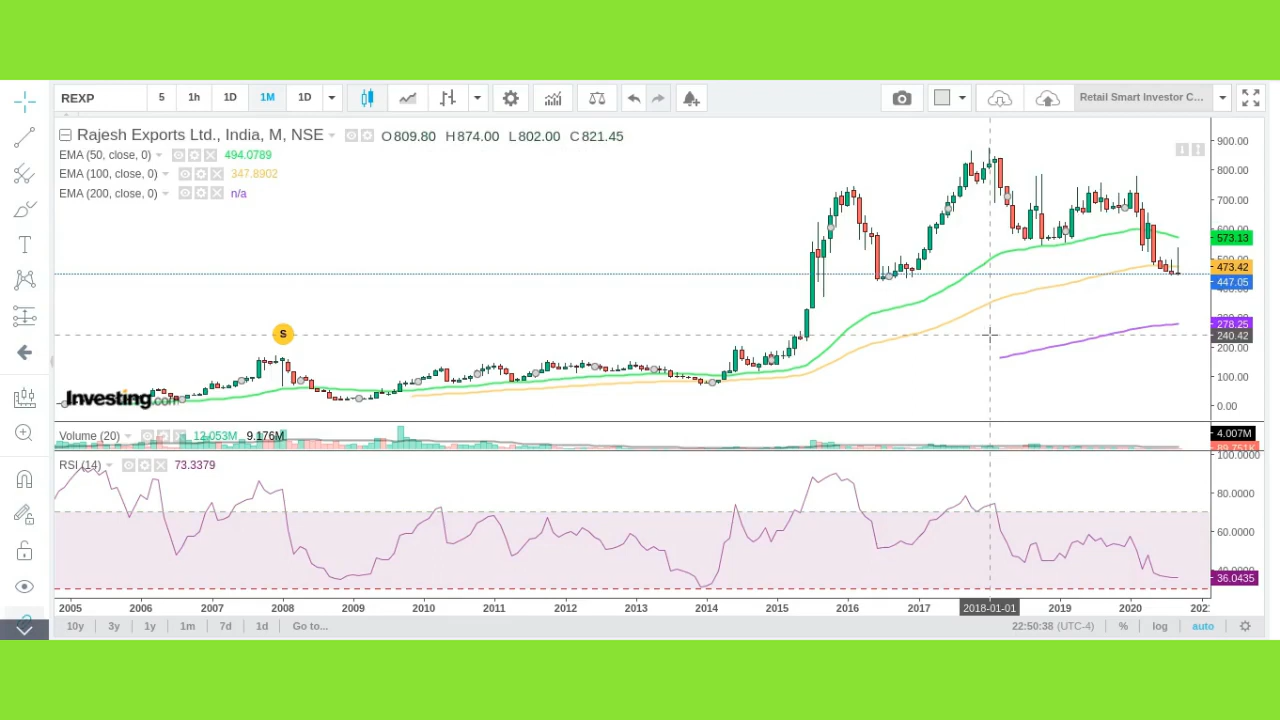 REXP 5 1h 1D 1M 1D Retail Smart Investor C...
Rajesh Exports Ltd., India, M, NSE O809.80 H874.00 L802.00 C821.45
EMA (50, close, 0) 494.0789
EMA (100, close, 0) 347.8902
EMA (200, close, 0) n/a
900.00
800.00
700.00
573.13
473.42
447.05
278.25
240.42
200.00
100.00
0.00
S
Investing.com
Volume (20) 12.053M 9.176M
4.007M
RSI (14) 73.3379
100.0000
80.0000
60.0000
36.0435
2005 2006 2007 2008 2009 2010 2011 2012 2013 2014 2015 2016 2017 2018-01-01 2019 2020
10y 3y 1y 1m 7d 1d Go to... 22:50:38 (UTC-4) % log auto